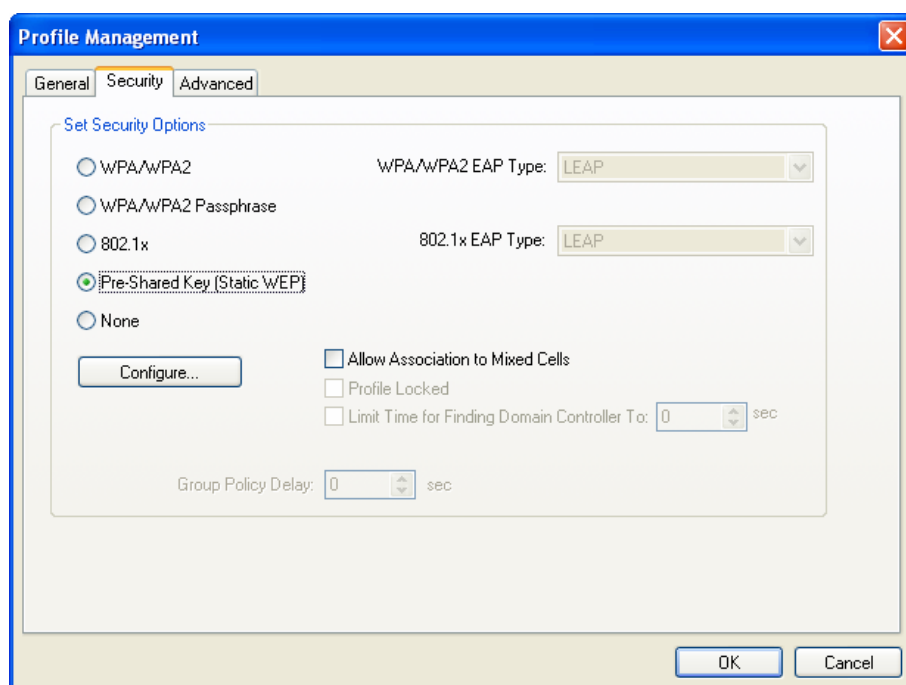 Profile Management
General Security Advanced
Set Security Options
WPA/WPA2 WPA/WPA2 EAP Type: LEAP
WPA/WPA2 Passphrase
802.1x 802.1x EAP Type: LEAP
Pre-Shared Key (Static WEP)
None
Configure... Allow Association to Mixed Cells
Profile Locked
Limit Time for Finding Domain Controller To: 0 sec
Group Policy Delay: 0 sec
OK Cancel